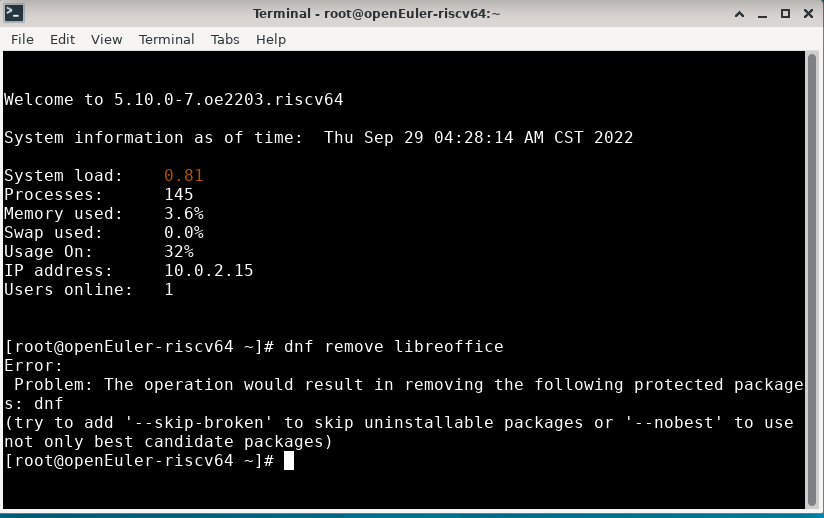 Terminal - root@openEuler-riscv64:~
File Edit View Terminal Tabs Help
Welcome to 5.10.0-7.oe2203.riscv64
System information as of time:  Thu Sep 29 04:28:14 AM CST 2022
System load:    0.81
Processes:      145
Memory used:    3.6%
Swap used:      0.0%
Usage On:       32%
IP address:     10.0.2.15
Users online:   1
[root@openEuler-riscv64 ~]# dnf remove libreoffice
Error:
 Problem: The operation would result in removing the following protected package
s: dnf
(try to add '--skip-broken' to skip uninstallable packages or '--nobest' to use
not only best candidate packages)
[root@openEuler-riscv64 ~]#